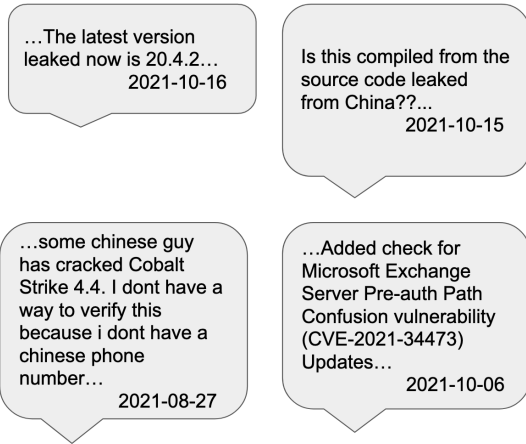 …The latest version
leaked now is 20.4.2…
2021-10-16
Is this compiled from the
source code leaked
from China??...
2021-10-15
…some chinese guy
has cracked Cobalt
Strike 4.4. I dont have a
way to verify this
because i dont have a
chinese phone
number…
2021-08-27
…Added check for
Microsoft Exchange
Server Pre-auth Path
Confusion vulnerability
(CVE-2021-34473)
Updates…
2021-10-06